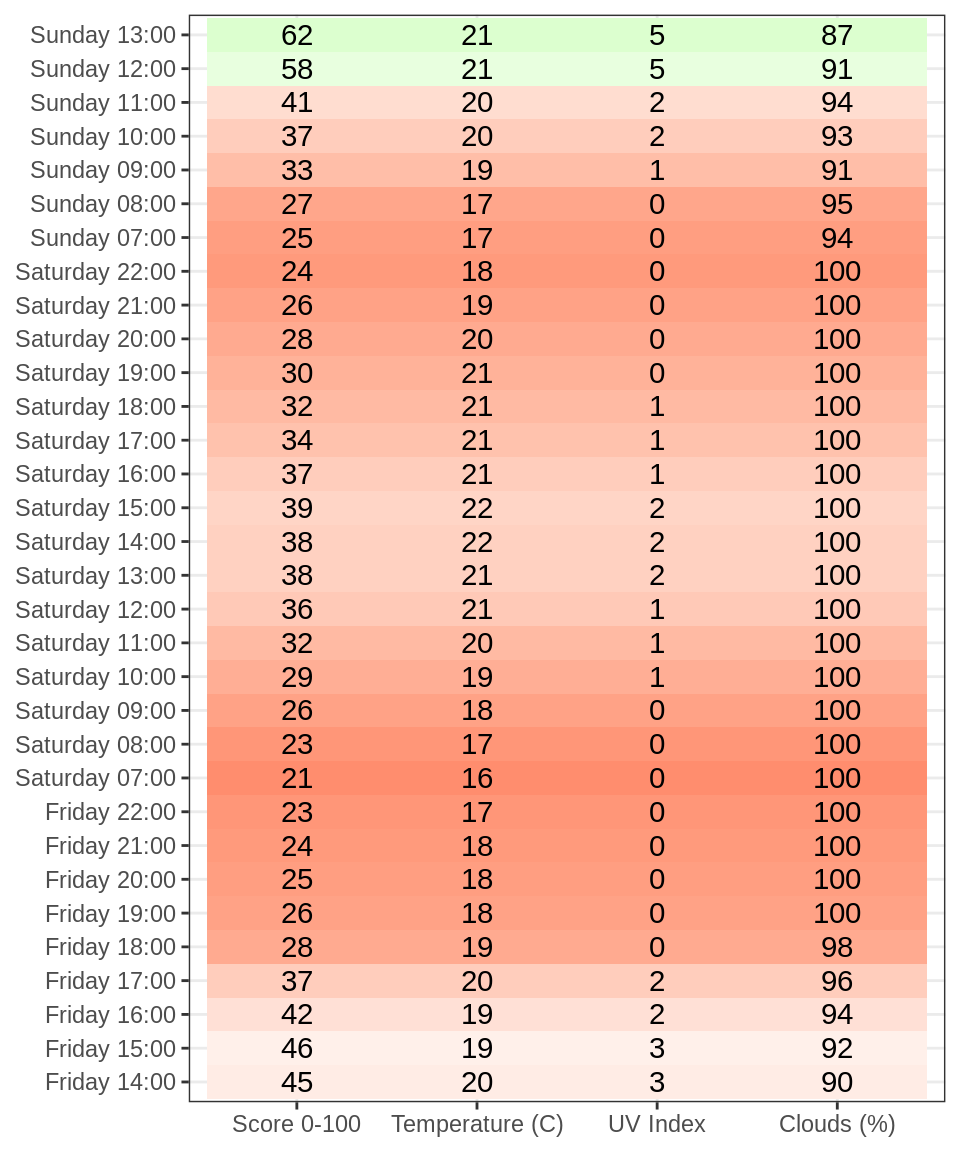 Sunday 13:00 62 21 5 87
Sunday 12:00 58 21 5 91
Sunday 11:00 41 20 2 94
Sunday 10:00 37 20 2 93
Sunday 09:00 33 19 1 91
Sunday 08:00 27 17 0 95
Sunday 07:00 25 17 0 94
Saturday 22:00 24 18 0 100
Saturday 21:00 26 19 0 100
Saturday 20:00 28 20 0 100
Saturday 19:00 30 21 0 100
Saturday 18:00 32 21 1 100
Saturday 17:00 34 21 1 100
Saturday 16:00 37 21 1 100
Saturday 15:00 39 22 2 100
Saturday 14:00 38 22 2 100
Saturday 13:00 38 21 2 100
Saturday 12:00 36 21 1 100
Saturday 11:00 32 20 1 100
Saturday 10:00 29 19 1 100
Saturday 09:00 26 18 0 100
Saturday 08:00 23 17 0 100
Saturday 07:00 21 16 0 100
Friday 22:00 23 17 0 100
Friday 21:00 24 18 0 100
Friday 20:00 25 18 0 100
Friday 19:00 26 18 0 100
Friday 18:00 28 19 0 98
Friday 17:00 37 20 2 96
Friday 16:00 42 19 2 94
Friday 15:00 46 19 3 92
Friday 14:00 45 20 3 90
Score 0-100 Temperature (C) UV Index Clouds (%)